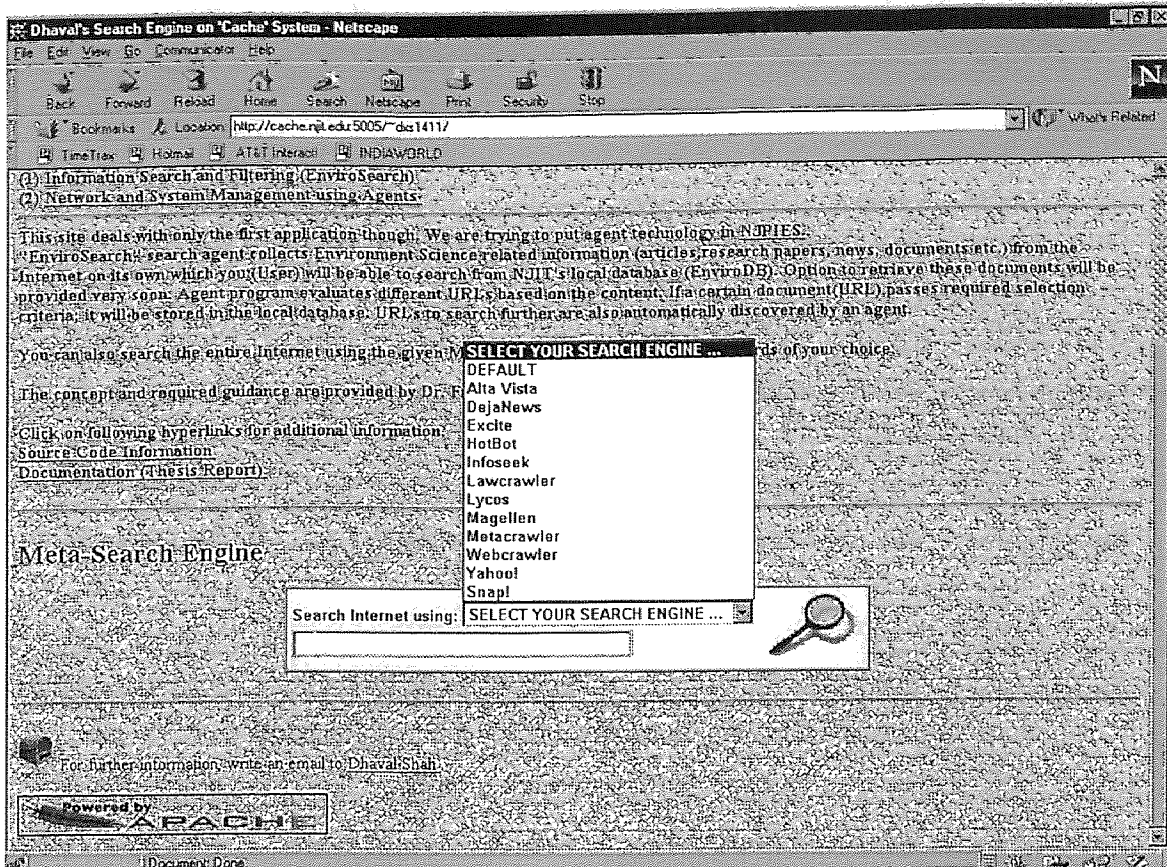 Dhaval's Search Engine on 'Cache' System - Netscape
File Edit View Go Communicator Help
Back Forward Reload Home Search Netscape Print Security Stop
Bookmarks Location http://cache.njit.edu:5005/~dxs1411/ What's Related
TimeTrax Hotmail AT&T Interacti INDIAWORLD
(1) Information Search and Filtering (EnviroSearch)
(2) Network and System Management using Agents
This site deals with only the first application though. We are trying to put agent technology in NJPIES.
"EnviroSearch" search agent collects Environment Science related information (articles, research papers, news, documents etc.) from the
Internet on its own which you (User) will be able to search from NJIT's local database (EnviroDB). Option to retrieve these documents will be
provided very soon. Agent program evaluates different URLs based on the content. If a certain document(URL) passes required selection
criteria, it will be stored in the local database. URLs to search further are also automatically discovered by an agent.
You can also search the entire Internet using the given M
rds of your choice.
The concept and required guidance are provided by Dr. F
Click on following hyperlinks for additional information.
Source Code Information
Documentation (Thesis Report)
SELECT YOUR SEARCH ENGINE ...
DEFAULT
Alta Vista
DejaNews
Excite
HotBot
Infoseek
Lawcrawler
Lycos
Magellen
Metacrawler
Webcrawler
Yahoo!
Snap!
Meta-Search Engine
Search Internet using: SELECT YOUR SEARCH ENGINE ...
For further information, write an email to Dhaval Shah.
Powered by
APACHE
Document: Done